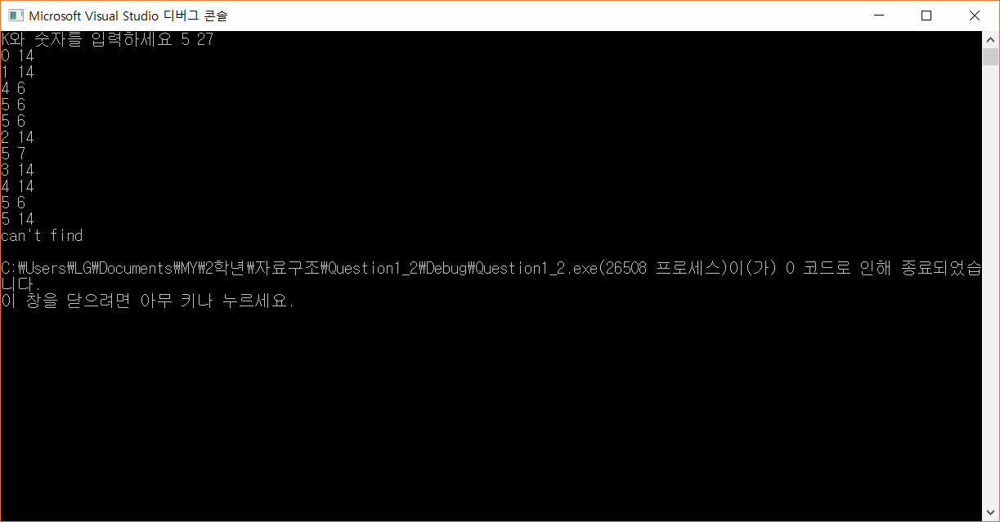 Microsoft Visual Studio 디버그 콘솔
K와 숫자를 입력하세요 5 27
0 14
1 14
4 6
5 6
5 6
2 14
5 7
3 14
4 14
5 6
5 14
can't find
C:₩Users₩LG₩Documents₩MY₩2학년₩자료구조₩Question1_2₩Debug₩Question1_2.exe(26508 프로세스)이(가) 0 코드로 인해 종료되었습
니다.
이 창을 닫으려면 아무 키나 누르세요.